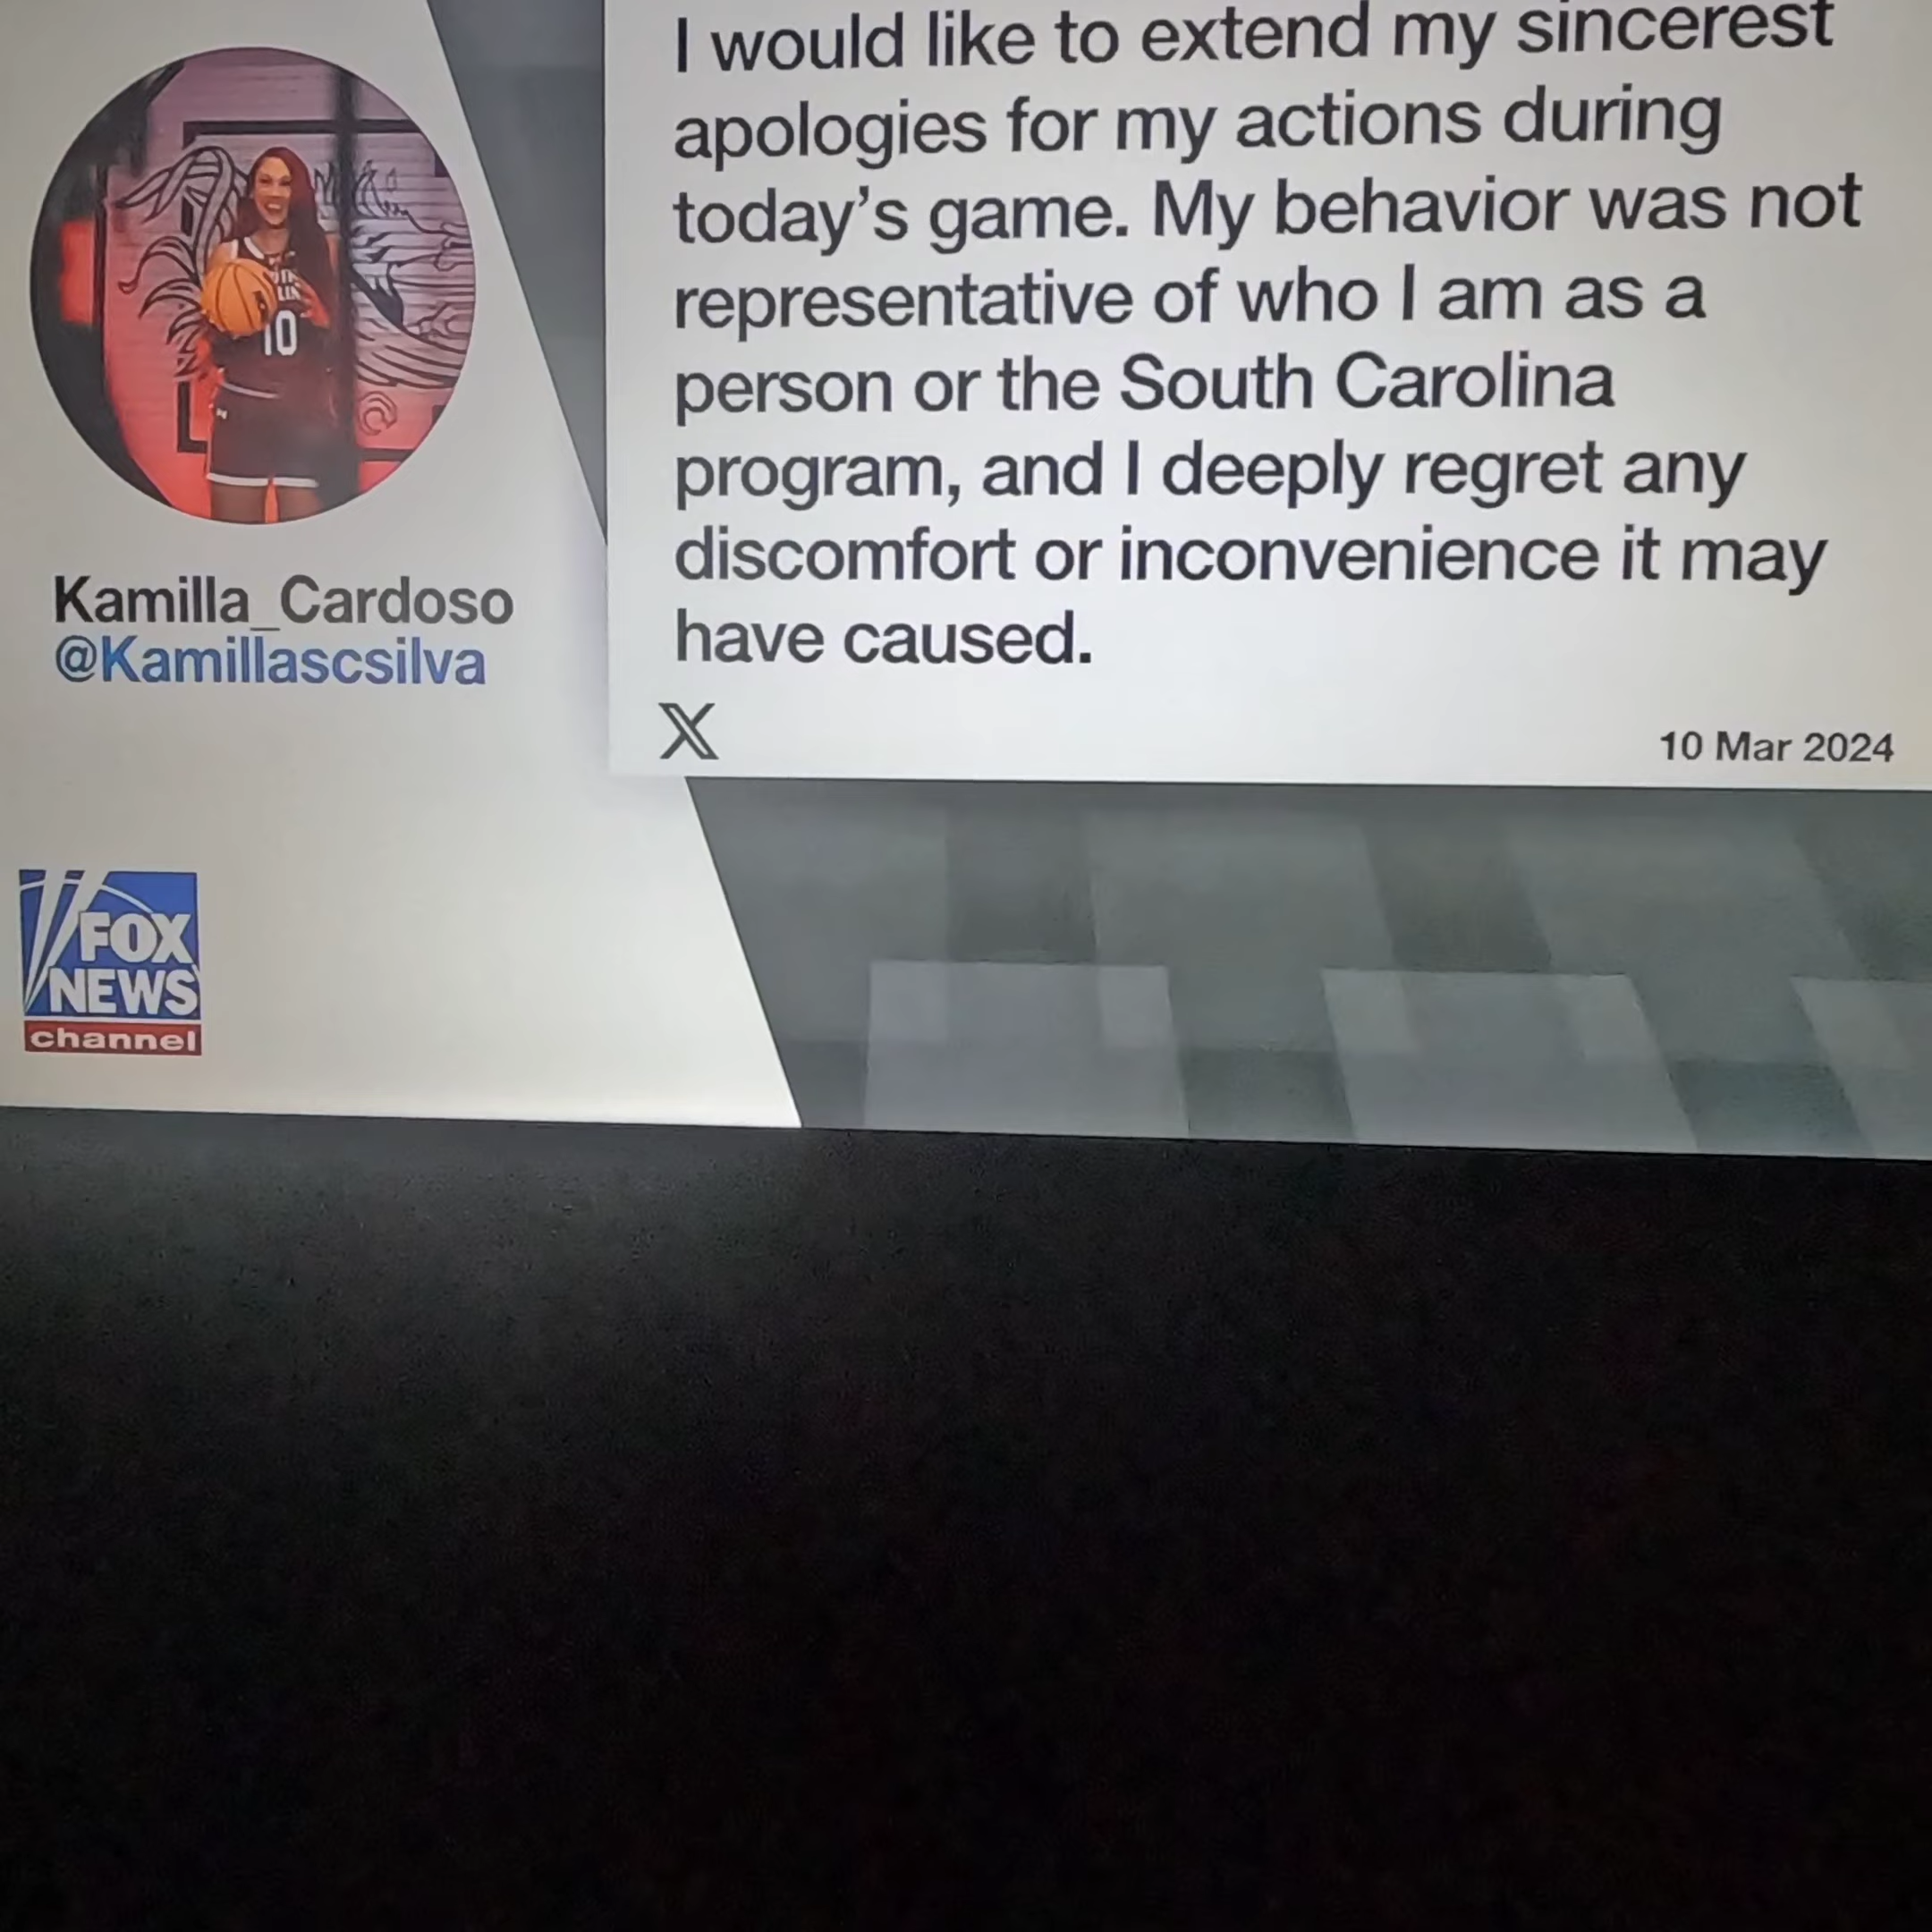 I would like to extend my sincerest
apologies for my actions during
today's game. My behavior was not
representative of who I am as a
person or the South Carolina
program, and I deeply regret any
discomfort or inconvenience it may
have caused.
X
10 Mar 2024
10
Kamilla_Cardoso
@Kamillascsilva
FOX
NEWS
channel